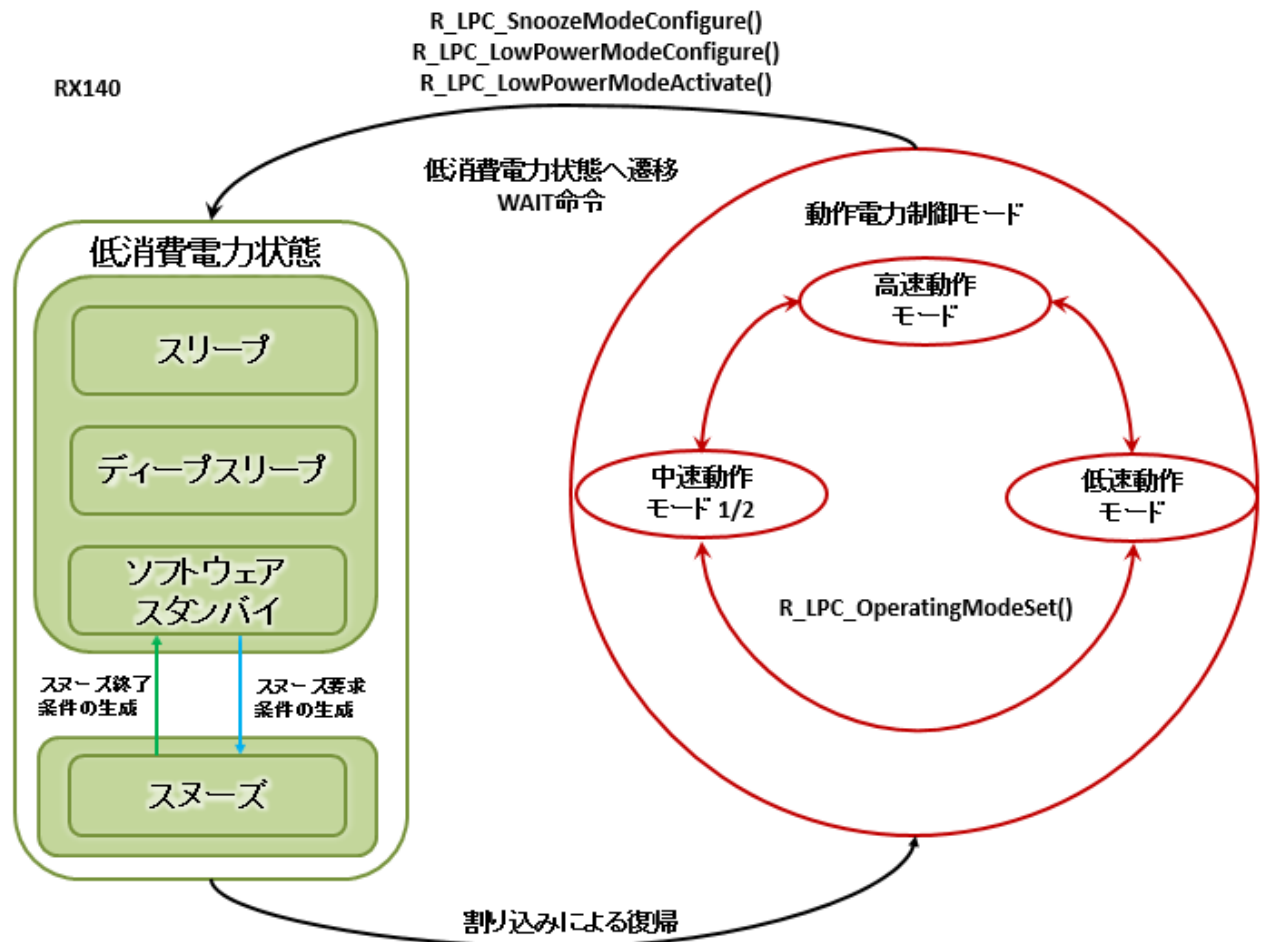 R_LPC_SnoozeModeConfigure()
R_LPC_LowPowerModeConfigure()
R_LPC_LowPowerModeActivate()
RX140
低消費電力状態へ遷移
WAIT命令
動作電力制御モード
低消費電力状態
高速動作
モード
スリープ
ディープスリープ
中速動作
モード 1/2
低速動作
モード
ソフトウェア
スタンバイ
R_LPC_OperatingModeSet()
スヌーズ終了
条件の生成
スヌーズ要求
条件の生成
スヌーズ
割り込みによる復帰